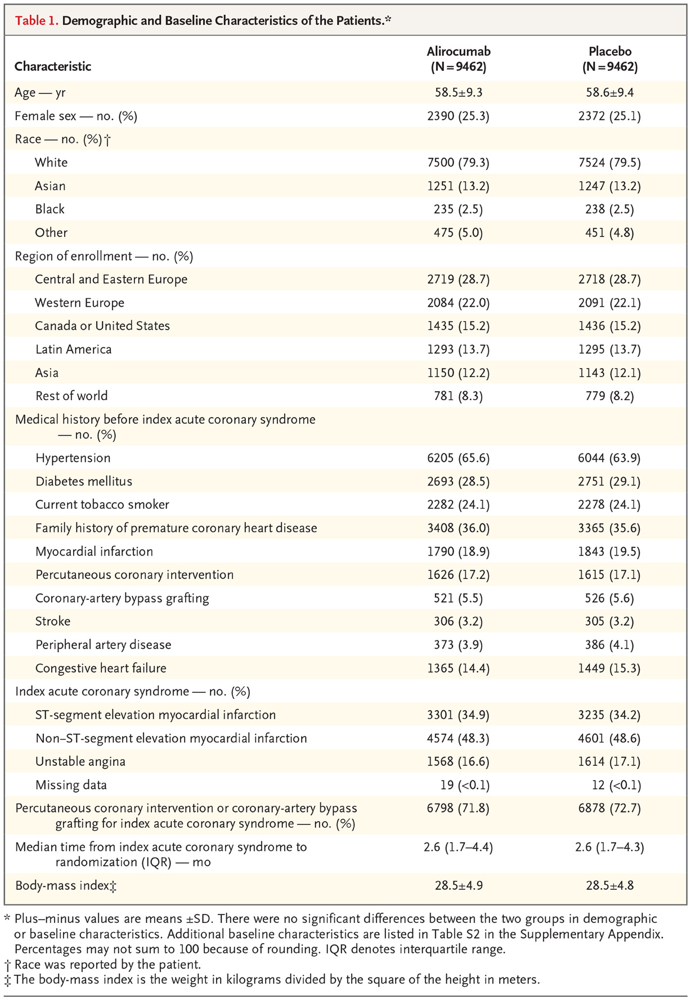 Table 1. Demographic and Baseline Characteristics of the Patients.*
Characteristic Alirocumab (N=9462) Placebo (N=9462)
Age — yr 58.5±9.3 58.6±9.4
Female sex — no. (%) 2390 (25.3) 2372 (25.1)
Race — no. (%)†
White 7500 (79.3) 7524 (79.5)
Asian 1251 (13.2) 1247 (13.2)
Black 235 (2.5) 238 (2.5)
Other 475 (5.0) 451 (4.8)
Region of enrollment — no. (%)
Central and Eastern Europe 2719 (28.7) 2718 (28.7)
Western Europe 2084 (22.0) 2091 (22.1)
Canada or United States 1435 (15.2) 1436 (15.2)
Latin America 1293 (13.7) 1295 (13.7)
Asia 1150 (12.2) 1143 (12.1)
Rest of world 781 (8.3) 779 (8.2)
Medical history before index acute coronary syndrome
— no. (%)
Hypertension 6205 (65.6) 6044 (63.9)
Diabetes mellitus 2693 (28.5) 2751 (29.1)
Current tobacco smoker 2282 (24.1) 2278 (24.1)
Family history of premature coronary heart disease 3408 (36.0) 3365 (35.6)
Myocardial infarction 1790 (18.9) 1843 (19.5)
Percutaneous coronary intervention 1626 (17.2) 1615 (17.1)
Coronary-artery bypass grafting 521 (5.5) 526 (5.6)
Stroke 306 (3.2) 305 (3.2)
Peripheral artery disease 373 (3.9) 386 (4.1)
Congestive heart failure 1365 (14.4) 1449 (15.3)
Index acute coronary syndrome — no. (%)
ST-segment elevation myocardial infarction 3301 (34.9) 3235 (34.2)
Non–ST-segment elevation myocardial infarction 4574 (48.3) 4601 (48.6)
Unstable angina 1568 (16.6) 1614 (17.1)
Missing data 19 (<0.1) 12 (<0.1)
Percutaneous coronary intervention or coronary-artery bypass 6798 (71.8) 6878 (72.7)
grafting for index acute coronary syndrome — no. (%)
Median time from index acute coronary syndrome to 2.6 (1.7–4.4) 2.6 (1.7–4.3)
randomization (IQR) — mo
Body-mass index‡ 28.5±4.9 28.5±4.8
* Plus–minus values are means ±SD. There were no significant differences between the two groups in demographic
or baseline characteristics. Additional baseline characteristics are listed in Table S2 in the Supplementary Appendix.
Percentages may not sum to 100 because of rounding. IQR denotes interquartile range.
† Race was reported by the patient.
‡ The body-mass index is the weight in kilograms divided by the square of the height in meters.